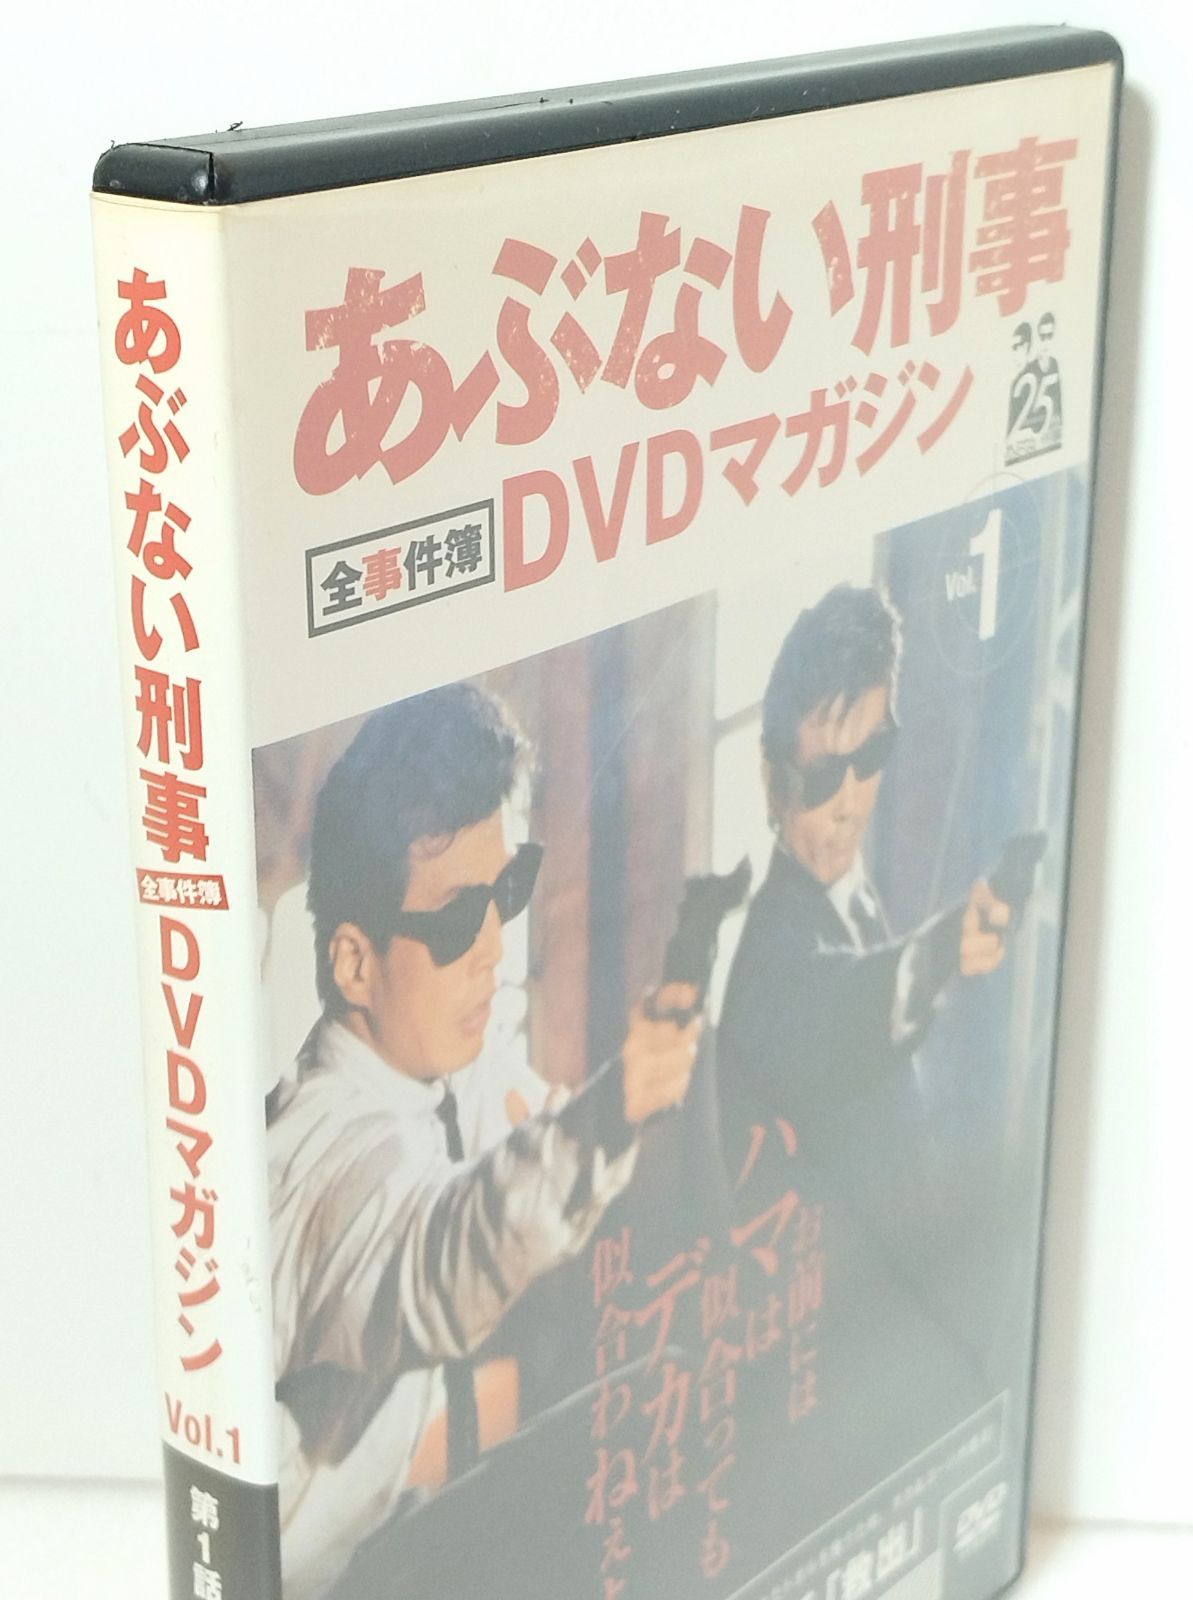 あぶない刑事
全事件簿
DVDマガジン
Vol.1
第1話
あぶない刑事
25
全事件簿
DVDマガジン
Vol.
1
お前には
ハマは
似合っても
デカは
似合わねぇ
「救出」
DVD